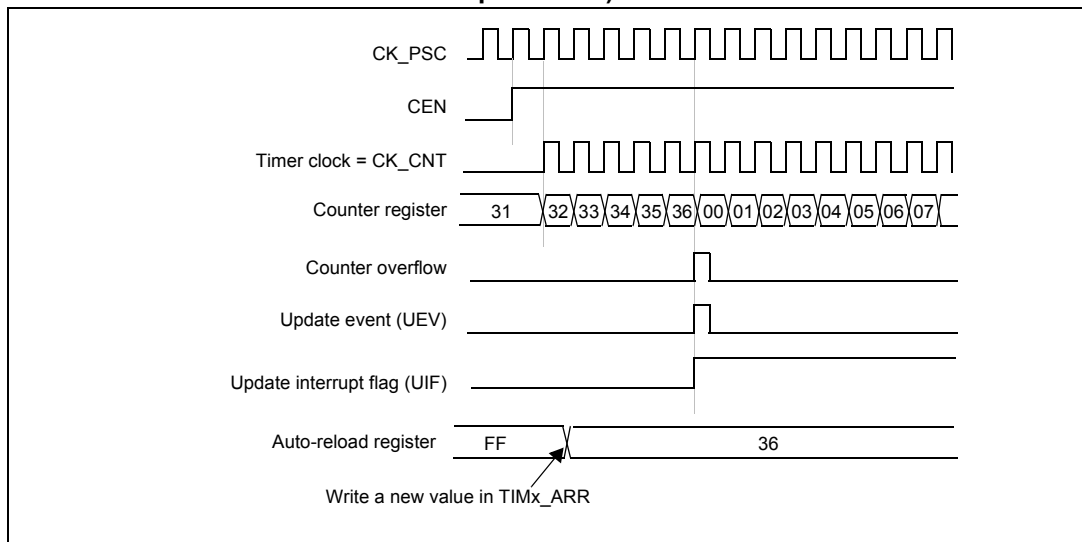 CK_PSC
CEN
Timer clock = CK_CNT
Counter register 31 32 33 34 35 36 00 01 02 03 04 05 06 07
Counter overflow
Update event (UEV)
Update interrupt flag (UIF)
Auto-reload register FF 36
Write a new value in TIMx_ARR